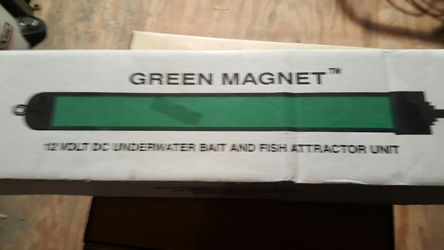 GREEN MAGNET™
12 VOLT DC UNDERWATER BAIT AND FISH ATTRACTOR UNIT